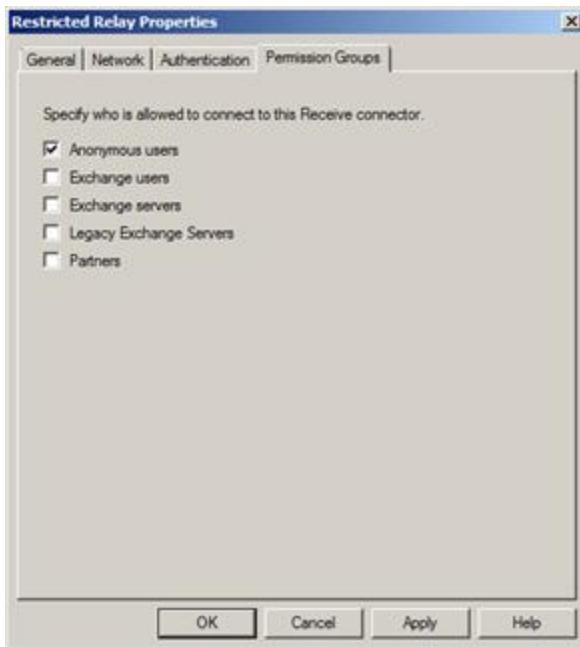 Restricted Relay Properties
General Network Authentication Permission Groups
Specify who is allowed to connect to this Receive connector.
Anonymous users
Exchange users
Exchange servers
Legacy Exchange Servers
Partners
OK Cancel Apply Help